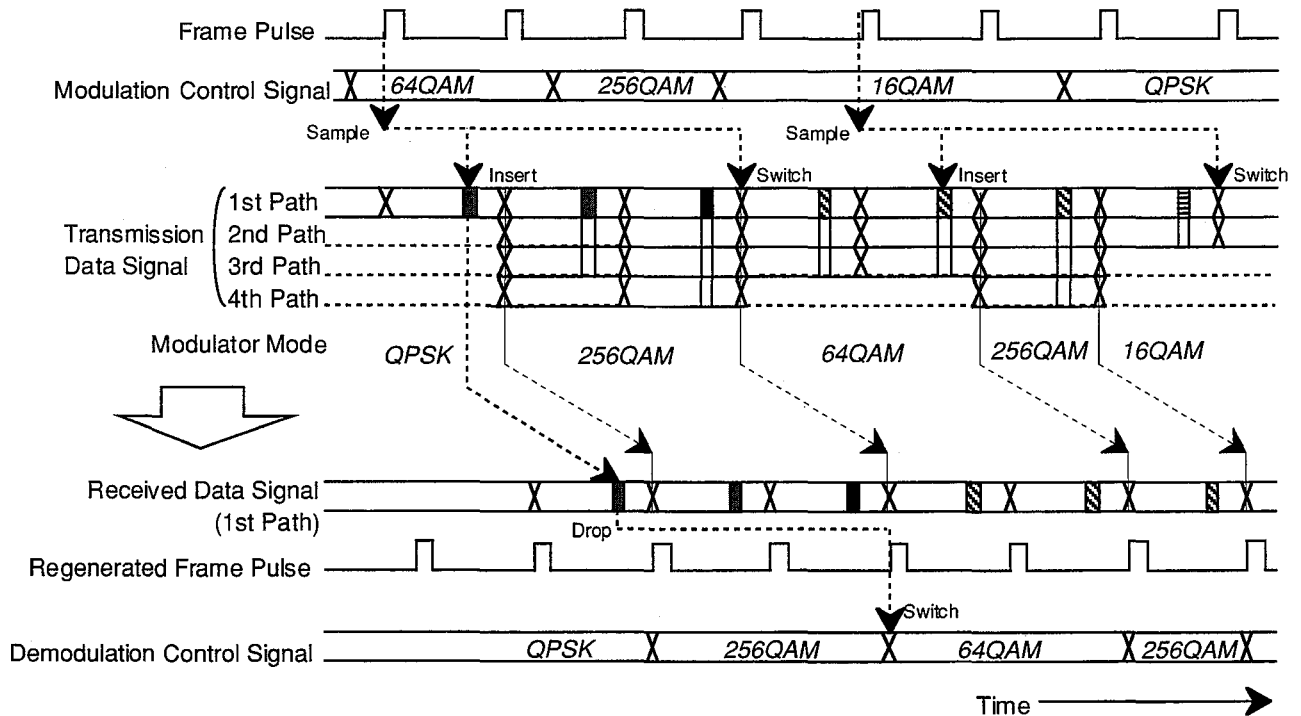 Frame Pulse
Modulation Control Signal
64QAM 256QAM 16QAM QPSK
Sample Sample
Insert Switch Insert Switch
Transmission
Data Signal
1st Path
2nd Path
3rd Path
4th Path
Modulator Mode
QPSK 256QAM 64QAM 256QAM 16QAM
Received Data Signal
(1st Path)
Drop
Regenerated Frame Pulse
Switch
Demodulation Control Signal
QPSK 256QAM 64QAM 256QAM
Time